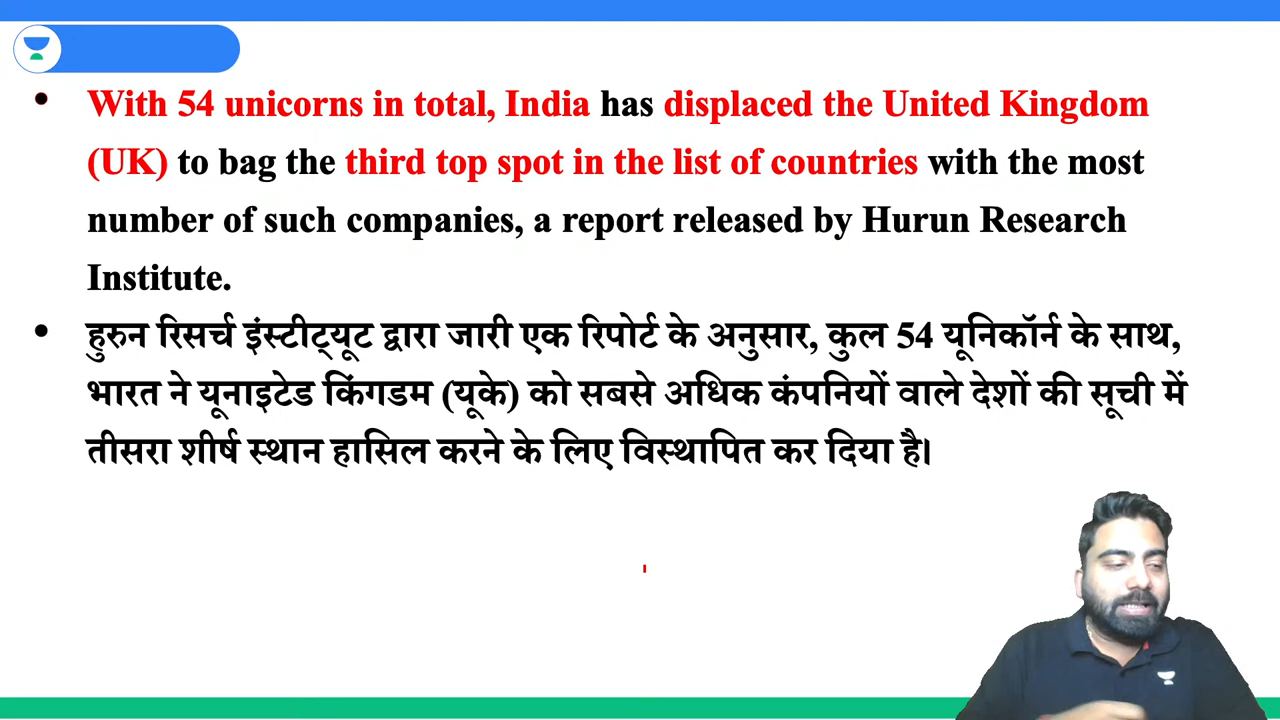 • With 54 unicorns in total, India has displaced the United Kingdom
(UK) to bag the third top spot in the list of countries with the most
number of such companies, a report released by Hurun Research
Institute.
• हुरुन रिसर्च इंस्टीट्यूट द्वारा जारी एक रिपोर्ट के अनुसार, कुल 54 यूनिकॉर्न के साथ,
भारत ने यूनाइटेड किंगडम (यूके) को सबसे अधिक कंपनियों वाले देशों की सूची में
तीसरा शीर्ष स्थान हासिल करने के लिए विस्थापित कर दिया है।